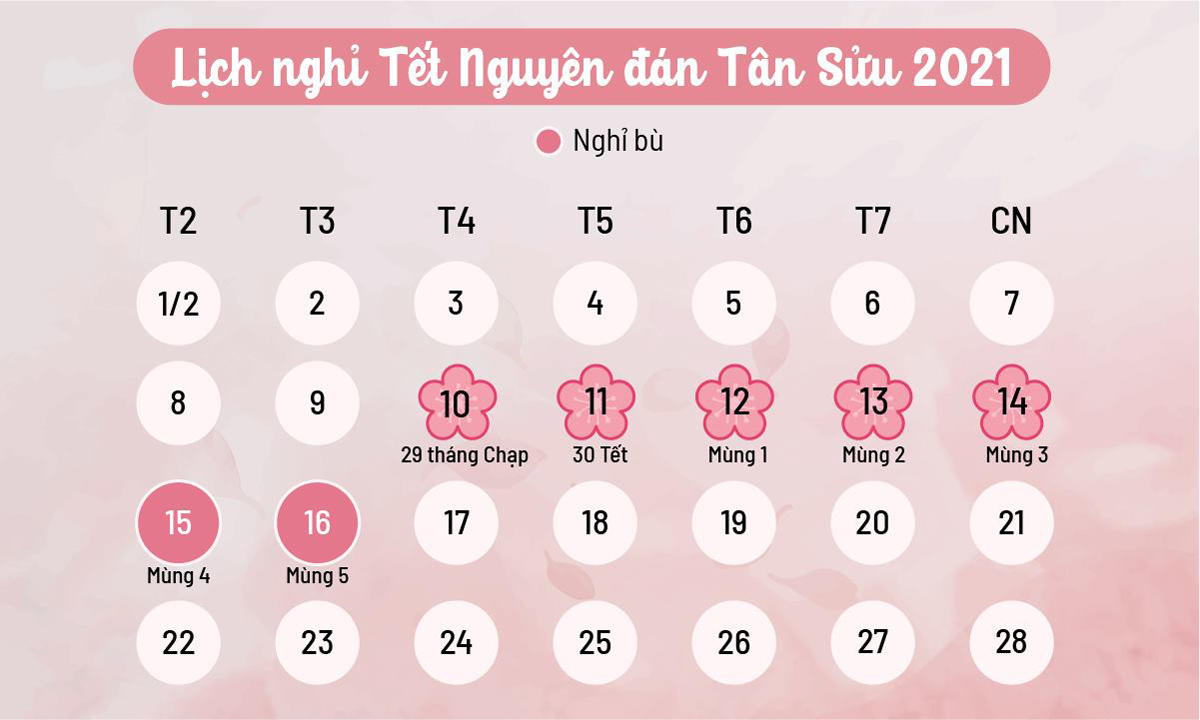 Lịch nghỉ Tết Nguyên đán Tân Sửu 2021
Nghỉ bù
T2 T3 T4 T5 T6 T7 CN
1/2 2 3 4 5 6 7
8 9 10 11 12 13 14
29 tháng Chạp 30 Tết Mùng 1 Mùng 2 Mùng 3
15 16 17 18 19 20 21
Mùng 4 Mùng 5
22 23 24 25 26 27 28